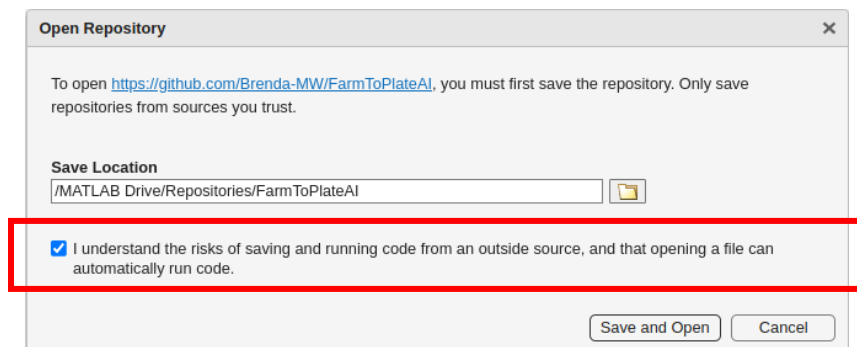 Open Repository
To open https://github.com/Brenda-MW/FarmToPlateAI, you must first save the repository. Only save
repositories from sources you trust.
Save Location
/MATLAB Drive/Repositories/FarmToPlateAI
I understand the risks of saving and running code from an outside source, and that opening a file can
automatically run code.
Save and Open Cancel